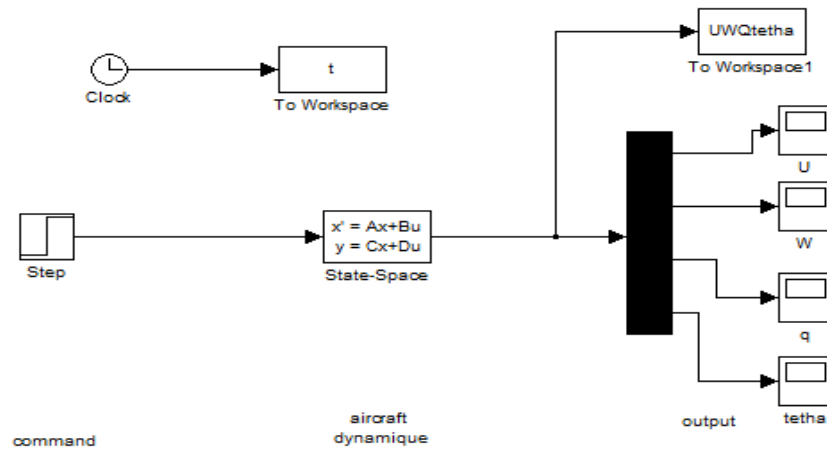 UWQtetha
To Workspace1
t
Clock
To Workspace
U
x' = Ax+Bu
y = Cx+Du
W
Step
State-Space
q
tetha
aircraft
dynamique
output
command